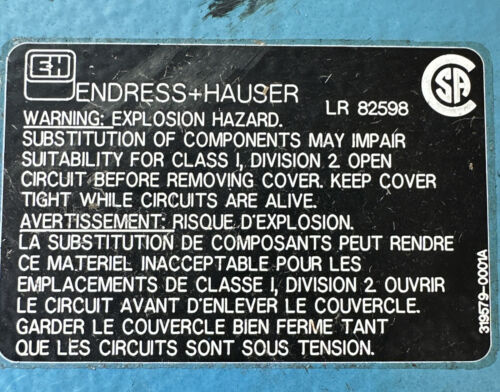 EH
ENDRESS+HAUSER
LR 82598
CSA
WARNING: EXPLOSION HAZARD.
SUBSTITUTION OF COMPONENTS MAY IMPAIR
SUITABILITY FOR CLASS I, DIVISION 2. OPEN
CIRCUIT BEFORE REMOVING COVER. KEEP COVER
TIGHT WHILE CIRCUITS ARE ALIVE.
AVERTISSEMENT: RISQUE D'EXPLOSION.
LA SUBSTITUTION DE COMPOSANTS PEUT RENDRE
CE MATERIEL INACCEPTABLE POUR LES
EMPLACEMENTS DE CLASSE I, DIVISION 2. OUVRIR
LE CIRCUIT AVANT D'ENLEVER LE COUVERCLE.
GARDER LE COUVERCLE BIEN FERME TANT
QUE LES CIRCUITS SONT SOUS TENSION.
319579-0001A